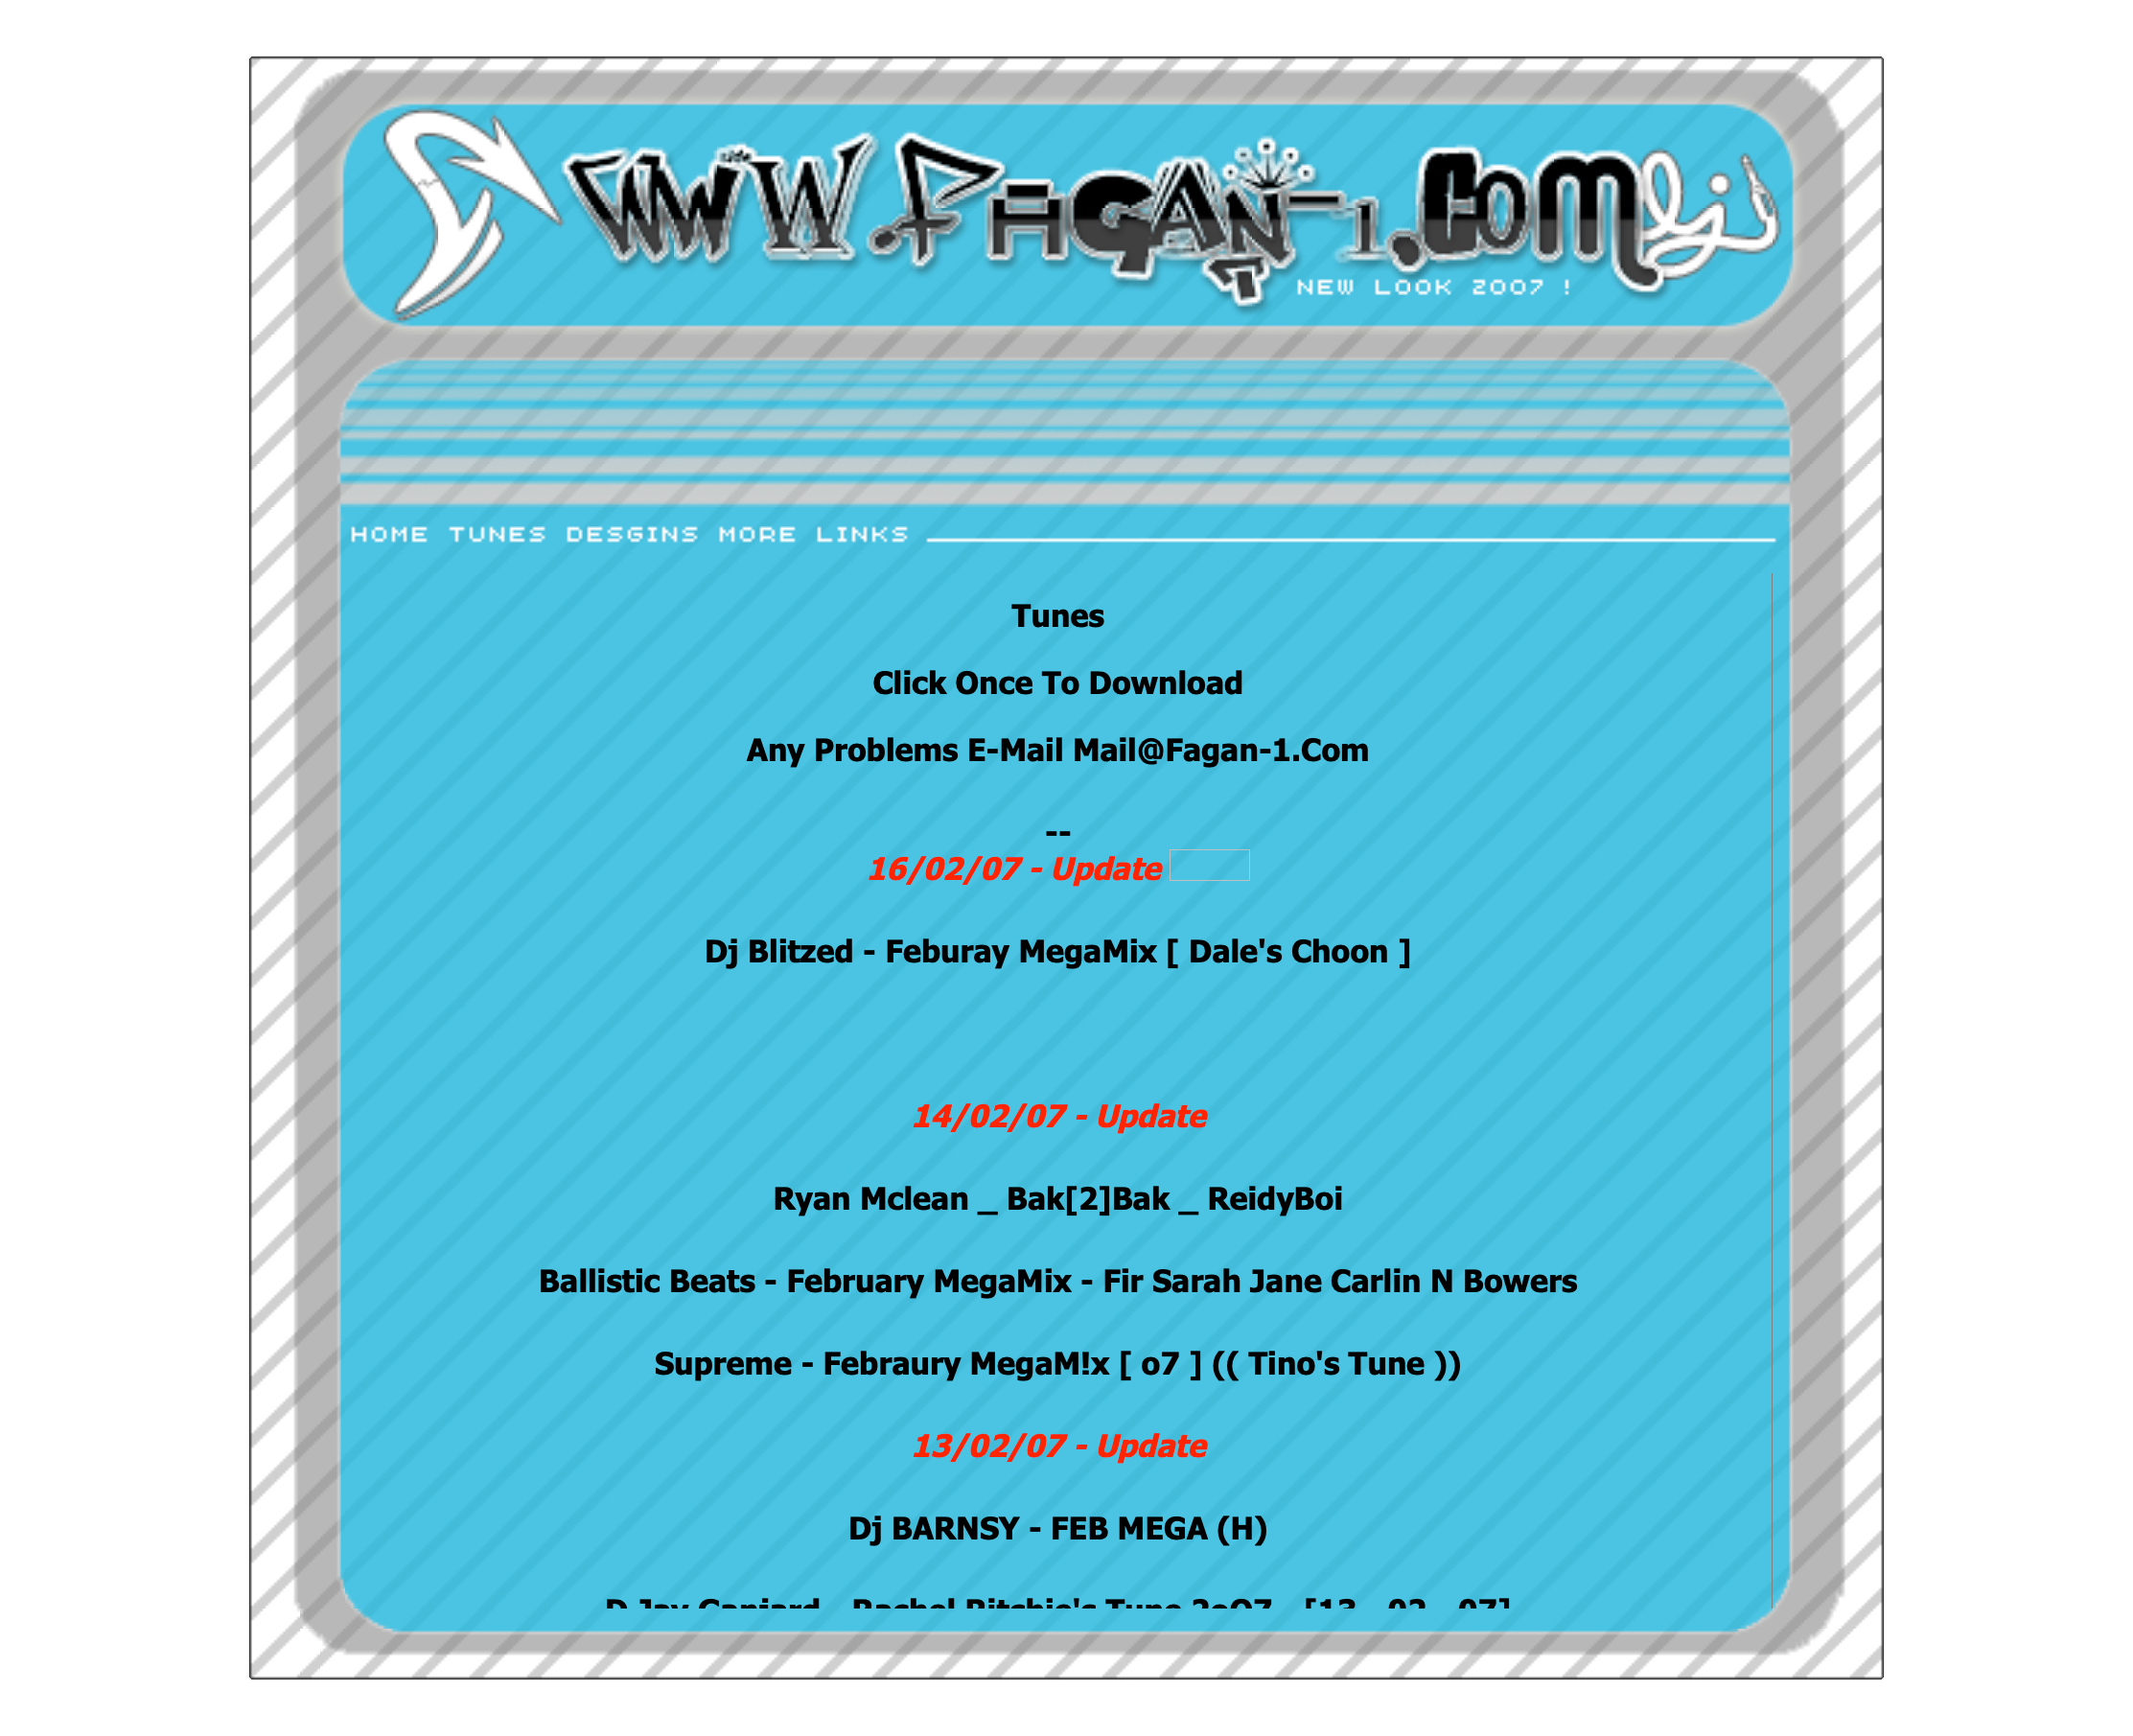 WWW.FAGAN-1.COM
NEW LOOK 2007 !
HOME TUNES DESGINS MORE LINKS
Tunes
Click Once To Download
Any Problems E-Mail Mail@Fagan-1.Com
--
16/02/07 - Update
Dj Blitzed - Feburay MegaMix [ Dale's Choon ]
14/02/07 - Update
Ryan Mclean _ Bak[2]Bak _ ReidyBoi
Ballistic Beats - February MegaMix - Fir Sarah Jane Carlin N Bowers
Supreme - Febraury MegaM!x [ o7 ] (( Tino's Tune ))
13/02/07 - Update
Dj BARNSY - FEB MEGA (H)